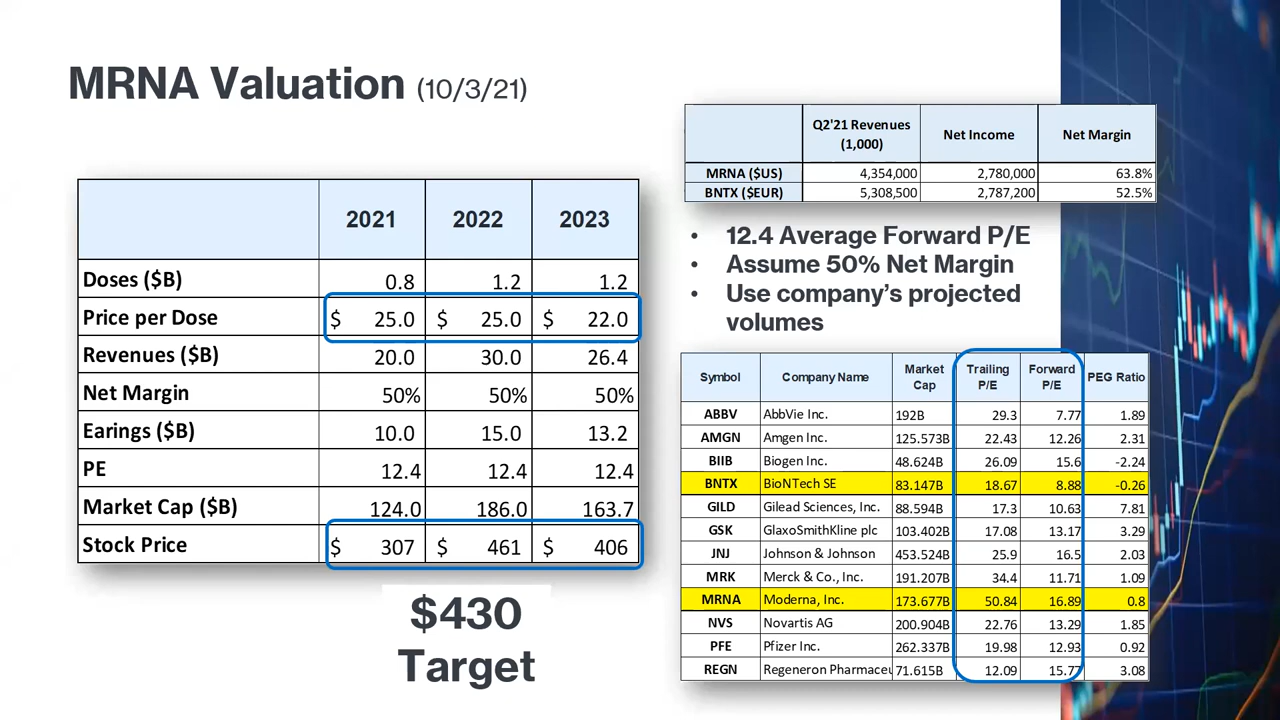 MRNA Valuation (10/3/21)
2021 2022 2023
Doses ($B) 0.8 1.2 1.2
Price per Dose $ 25.0 $ 25.0 $ 22.0
Revenues ($B) 20.0 30.0 26.4
Net Margin 50% 50% 50%
Earings ($B) 10.0 15.0 13.2
PE 12.4 12.4 12.4
Market Cap ($B) 124.0 186.0 163.7
Stock Price $ 307 $ 461 $ 406
$430
Target
Q2'21 Revenues
(1,000) Net Income Net Margin
MRNA ($US) 4,354,000 2,780,000 63.8%
BNTX ($EUR) 5,308,500 2,787,200 52.5%
• 12.4 Average Forward P/E
• Assume 50% Net Margin
• Use company's projected
volumes
Symbol Company Name Market
Cap Trailing
P/E Forward
P/E PEG Ratio
ABBV AbbVie Inc. 192B 29.3 7.77 1.89
AMGN Amgen Inc. 125.573B 22.43 12.26 2.31
BIIB Biogen Inc. 48.624B 26.09 15.6 -2.24
BNTX BioNTech SE 83.147B 18.67 8.88 -0.26
GILD Gilead Sciences, Inc. 88.594B 17.3 10.63 7.81
GSK GlaxoSmithKline plc 103.402B 17.08 13.17 3.29
JNJ Johnson & Johnson 453.524B 25.9 16.5 2.03
MRK Merck & Co., Inc. 191.207B 34.4 11.71 1.09
MRNA Moderna, Inc. 173.677B 50.84 16.89 0.8
NVS Novartis AG 200.904B 22.76 13.29 1.85
PFE Pfizer Inc. 262.337B 19.98 12.93 0.92
REGN Regeneron Pharmaceu 71.615B 12.09 15.77 3.08